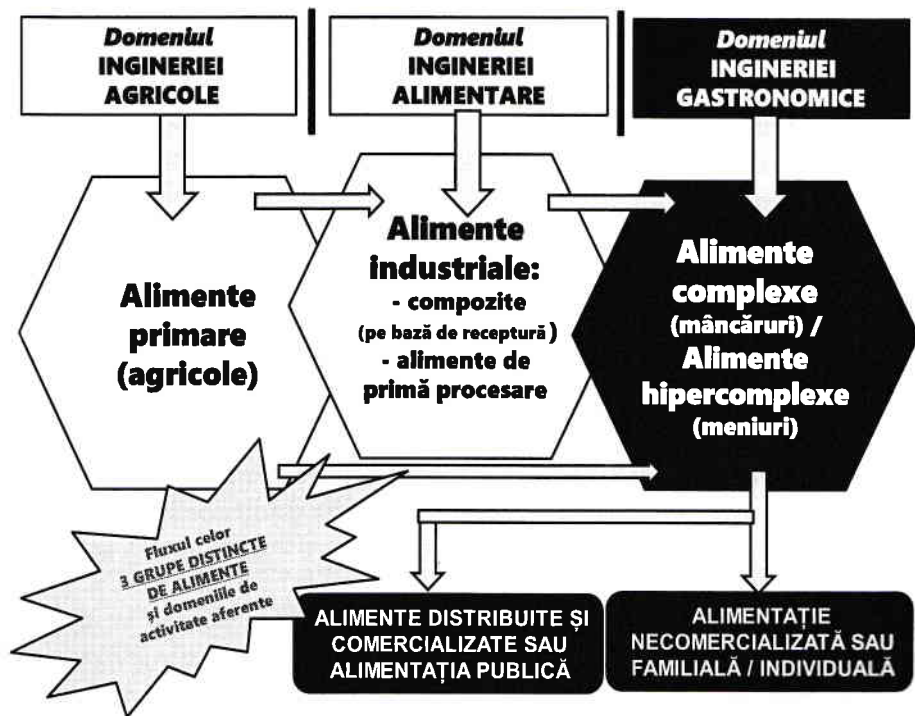 Domeniul
INGINERIEI
AGRICOLE
Domeniul
INGINERIEI
ALIMENTARE
Domeniul
INGINERIEI
GASTRONOMICE
Alimente
primare
(agricole)
Alimente
industriale:
- compozite
(pe bază de receptură)
- alimente de
primă procesare
Alimente
complexe
(mâncăruri) /
Alimente
hipercomplexe
(meniuri)
Fluxul celor
3 GRUPE DISTINCTE
DE ALIMENTE
și domeniile de
activitate aferente
ALIMENTE DISTRIBUITE ȘI
COMERCIALIZATE SAU
ALIMENTAȚIA PUBLICĂ
ALIMENTAȚIE
NECOMERCIALIZATĂ SAU
FAMILIALĂ / INDIVIDUALĂ